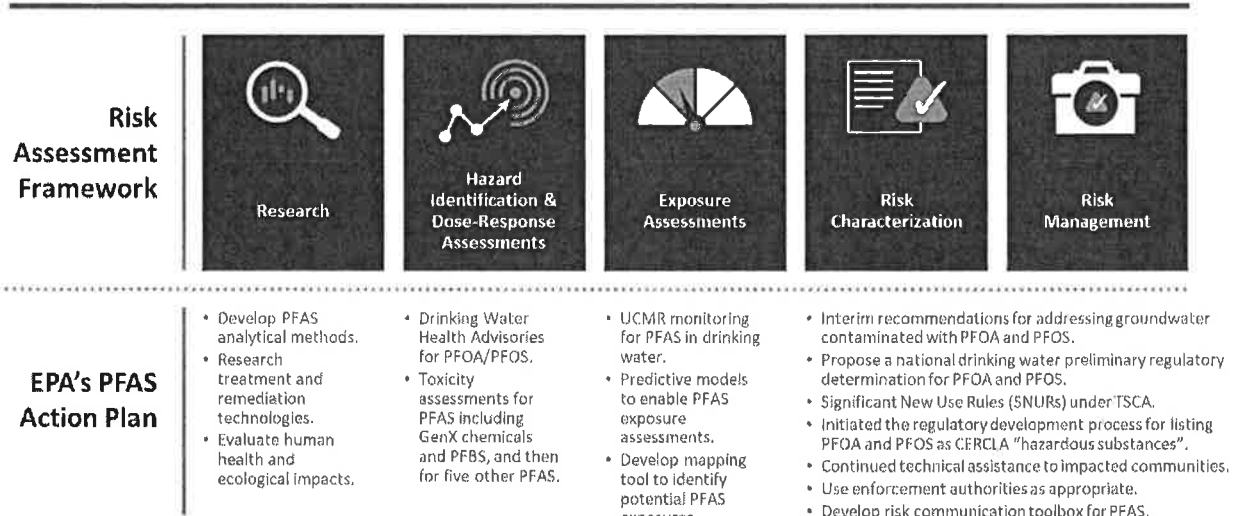 Risk
Assessment
Framework
Research
Hazard
Identification &
Dose-Response
Assessments
Exposure
Assessments
Risk
Characterization
Risk
Management
EPA's PFAS
Action Plan
• Develop PFAS
analytical methods.
• Research
treatment and
remediation
technologies.
• Evaluate human
health and
ecological impacts.
• Drinking Water
Health Advisories
for PFOA/PFOS.
• Toxicity
assessments for
PFAS including
GenX chemicals
and PFBS, and then
for five other PFAS.
• UCMR monitoring
for PFAS in drinking
water.
• Predictive models
to enable PFAS
exposure
assessments.
• Develop mapping
tool to identify
potential PFAS
• Interim recommendations for addressing groundwater
contaminated with PFOA and PFOS.
• Propose a national drinking water preliminary regulatory
determination for PFOA and PFOS.
• Significant New Use Rules (SNURs) under TSCA.
• Initiated the regulatory development process for listing
PFOA and PFOS as CERCLA "hazardous substances".
• Continued technical assistance to impacted communities.
• Use enforcement authorities as appropriate.
• Develop risk communication toolbox for PFAS.